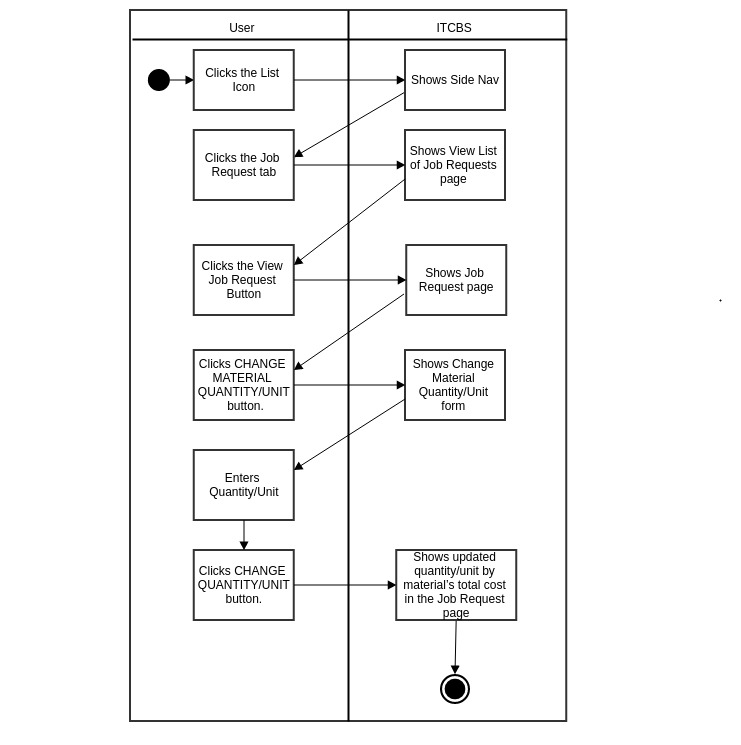 User
ITCBS
Clicks the List
Icon
Shows Side Nav
Clicks the Job
Request tab
Shows View List
of Job Requests
page
Clicks the View
Job Request
Button
Shows Job
Request page
Clicks CHANGE
MATERIAL
QUANTITY/UNIT
button.
Shows Change
Material
Quantity/Unit
form
Enters
Quantity/Unit
Clicks CHANGE
QUANTITY/UNIT
button.
Shows updated
quantity/unit by
material's total cost
in the Job Request
page